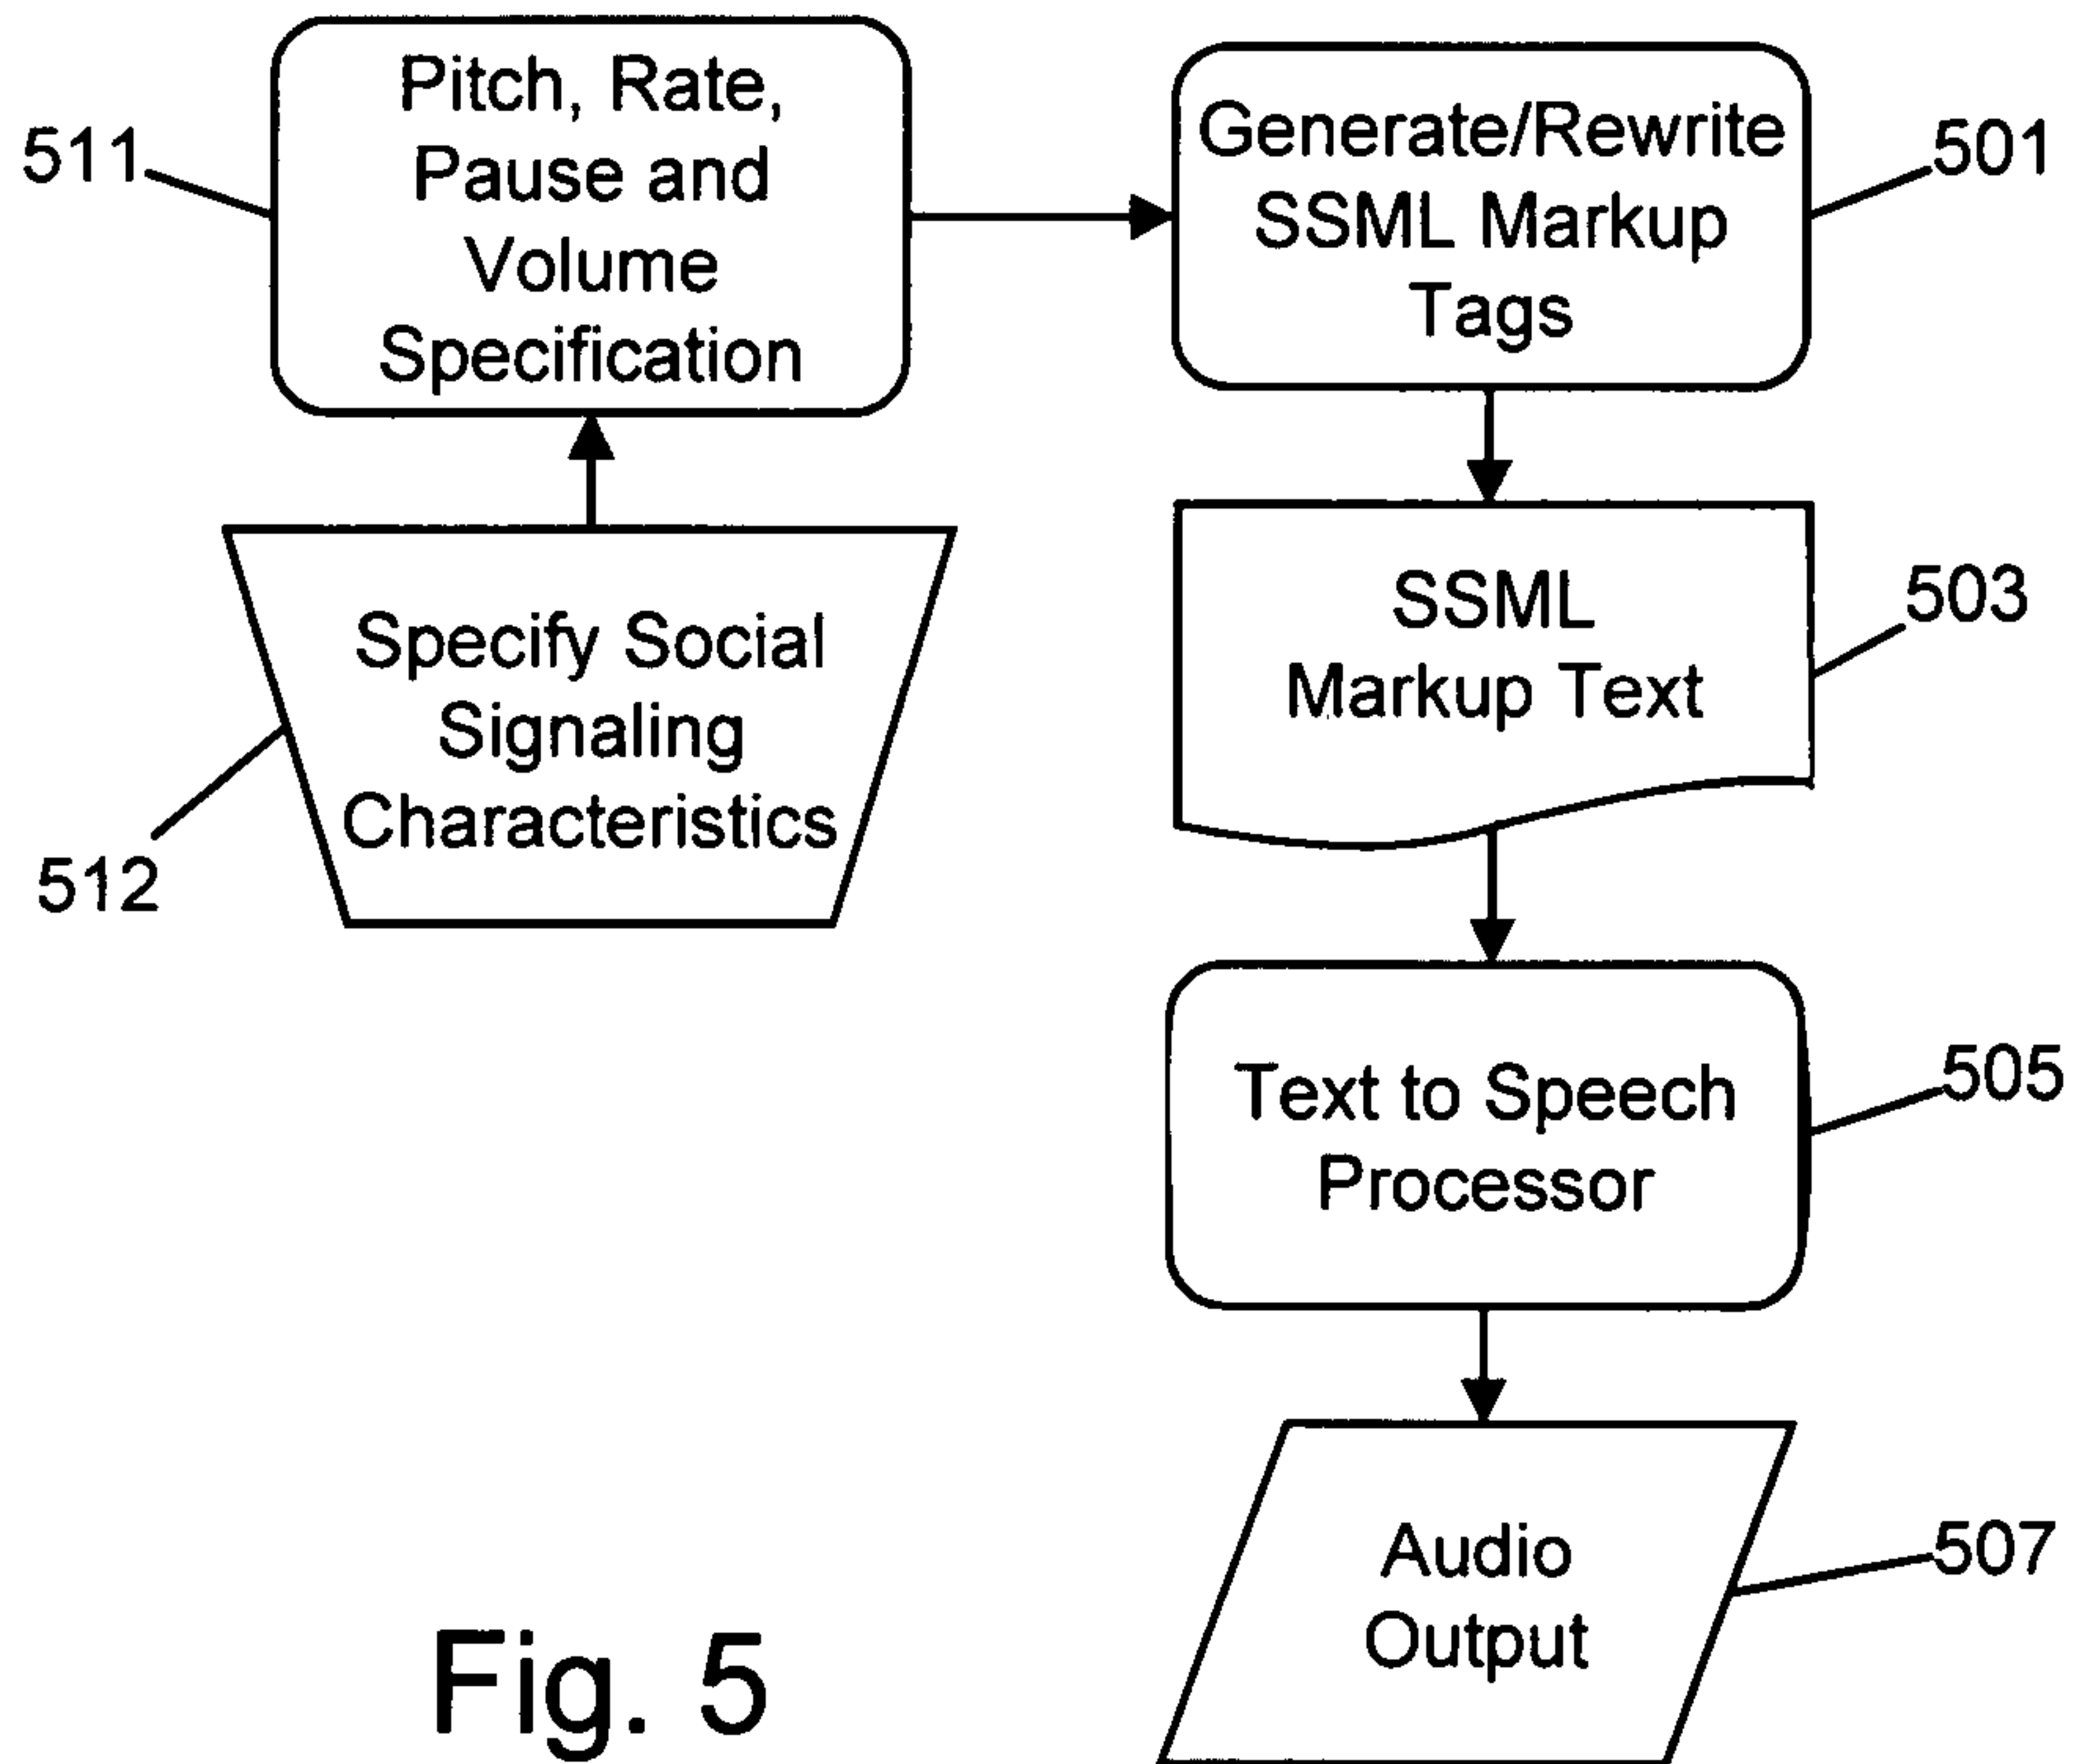 511
Pitch, Rate,
Pause and
Volume
Specification
Generate/Rewrite
SSML Markup
Tags
501
512
Specify Social
Signaling
Characteristics
SSML
Markup Text
503
Text to Speech
Processor
505
Audio
Output
507
Fig. 5